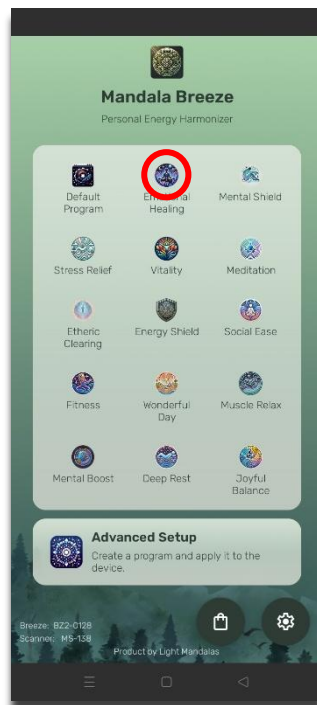 Mandala Breeze
Personal Energy Harmonizer
Default
Program
Emotional
Healing
Mental Shield
Stress Relief
Vitality
Meditation
Etheric
Clearing
Energy Shield
Social Ease
Fitness
Wonderful
Day
Muscle Relax
Mental Boost
Deep Rest
Joyful
Balance
Advanced Setup
Create a program and apply it to the
device.
Breeze: BZ2-0128
Scanner: MS-138
Product by Light Mandalas